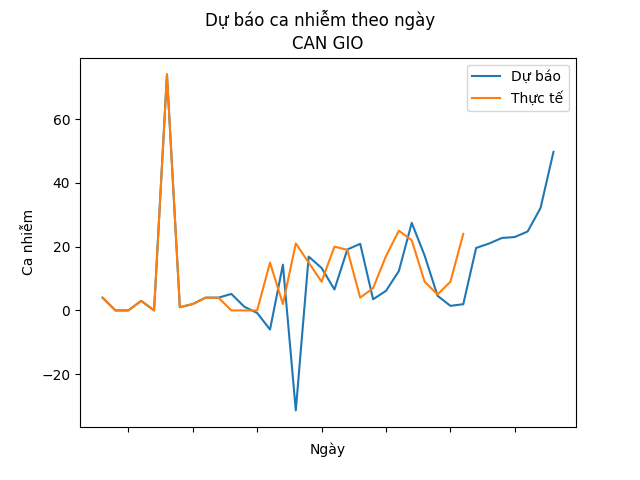 Dự báo ca nhiễm theo ngày
CAN GIO
Dự báo
Thực tế
Ca nhiễm
60
40
20
0
−20
Ngày